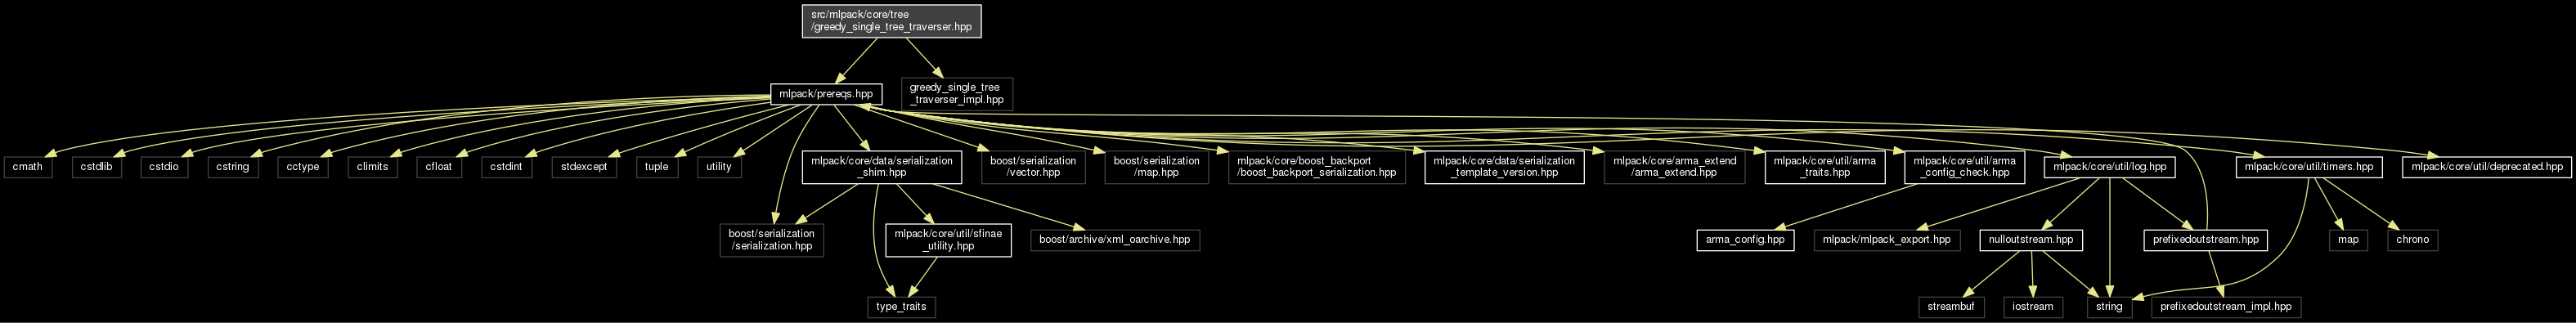 src/mlpack/core/tree
/greedy_single_tree_traverser.hpp
mlpack/prereqs.hpp
greedy_single_tree
_traverser_impl.hpp
cmath
cstdlib
cstdio
cstring
cctype
climits
cfloat
cstdint
stdexcept
tuple
utility
mlpack/core/data/serialization
_shim.hpp
boost/serialization
/vector.hpp
boost/serialization
/map.hpp
mlpack/core/boost_backport
/boost_backport_serialization.hpp
mlpack/core/data/serialization
_template_version.hpp
mlpack/core/arma_extend
/arma_extend.hpp
mlpack/core/util/arma
_traits.hpp
mlpack/core/util/arma
_config_check.hpp
mlpack/core/util/log.hpp
mlpack/core/util/timers.hpp
mlpack/core/util/deprecated.hpp
boost/serialization
/serialization.hpp
mlpack/core/util/sfinae
_utility.hpp
boost/archive/xml_oarchive.hpp
arma_config.hpp
mlpack/mlpack_export.hpp
nulloutstream.hpp
prefixedoutstream.hpp
map
chrono
type_traits
streambuf
iostream
string
prefixedoutstream_impl.hpp